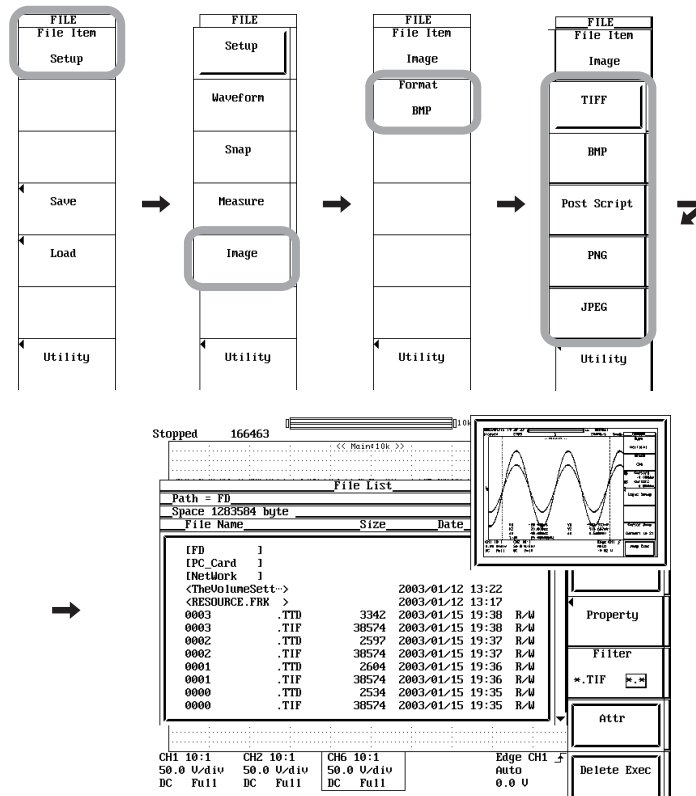 FILE
File Item
Setup
Save
Load
Utility
FILE
Setup
Waveform
Snap
Measure
Image
Utility
FILE
File Item
Image
Format
BMP
Utility
FILE
File Item
Image
TIFF
BMP
Post Script
PNG
JPEG
Utility
Stopped 166463
<< Main:10k >>
File List
Path = FD
Space 1283584 byte
File Name Size Date
[FD ]
[PC_Card ]
[NetWork ]
<TheVolumeSett…> 2003/01/12 13:22
<RESOURCE.FRK > 2003/01/12 13:17
0003 .TTD 3342 2003/01/15 19:38 R/W
0003 .TIF 38574 2003/01/15 19:38 R/W
0002 .TTD 2597 2003/01/15 19:37 R/W
0002 .TIF 38574 2003/01/15 19:37 R/W
0001 .TTD 2604 2003/01/15 19:36 R/W
0001 .TIF 38574 2003/01/15 19:36 R/W
0000 .TTD 2534 2003/01/15 19:35 R/W
0000 .TIF 38574 2003/01/15 19:35 R/W
Property
Filter
*.TIF *.*
Attr
Delete Exec
CH1 10:1 CH2 10:1 CH6 10:1 Edge CH1
50.0 V/div 50.0 V/div 50.0 V/div Auto
DC Full DC Full DC Full 0.0 V